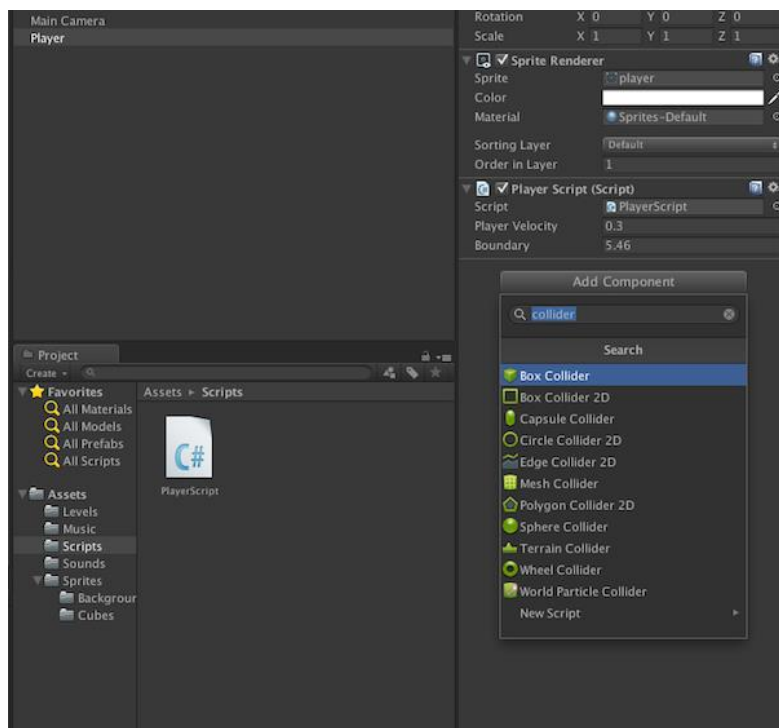 Main Camera
Player
Rotation X 0 Y 0 Z 0
Scale X 1 Y 1 Z 1
Sprite Renderer
Sprite player
Color
Material Sprites-Default
Sorting Layer Default
Order in Layer 1
Player Script (Script)
Script PlayerScript
Player Velocity 0.3
Boundary 5.46
Add Component
collider
Search
Box Collider
Box Collider 2D
Capsule Collider
Circle Collider 2D
Edge Collider 2D
Mesh Collider
Polygon Collider 2D
Sphere Collider
Terrain Collider
Wheel Collider
World Particle Collider
New Script
Project
Create
Favorites
All Materials
All Models
All Prefabs
All Scripts
Assets
Levels
Music
Scripts
Sounds
Sprites
Backgrour
Cubes
Assets Scripts
C#
PlayerScript